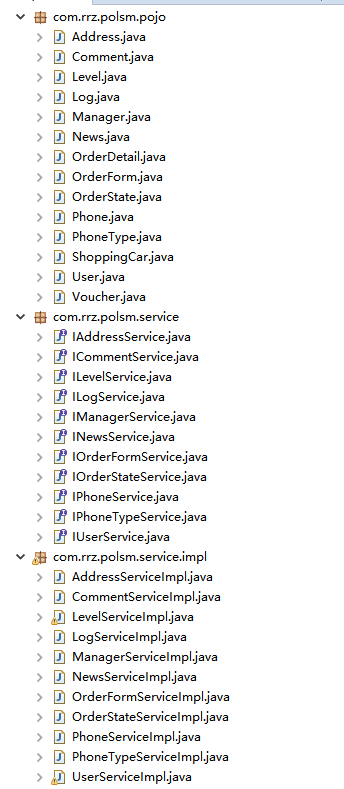 com.rrz.polsm.pojo
Address.java
Comment.java
Level.java
Log.java
Manager.java
News.java
OrderDetail.java
OrderForm.java
OrderState.java
Phone.java
PhoneType.java
ShoppingCar.java
User.java
Voucher.java
com.rrz.polsm.service
IAddressService.java
ICommentService.java
ILevelService.java
ILogService.java
IManagerService.java
INewsService.java
IOrderFormService.java
IOrderStateService.java
IPhoneService.java
IPhoneTypeService.java
IUserService.java
com.rrz.polsm.service.impl
AddressServiceImpl.java
CommentServiceImpl.java
LevelServiceImpl.java
LogServiceImpl.java
ManagerServiceImpl.java
NewsServiceImpl.java
OrderFormServiceImpl.java
OrderStateServiceImpl.java
PhoneServiceImpl.java
PhoneTypeServiceImpl.java
UserServiceImpl.java